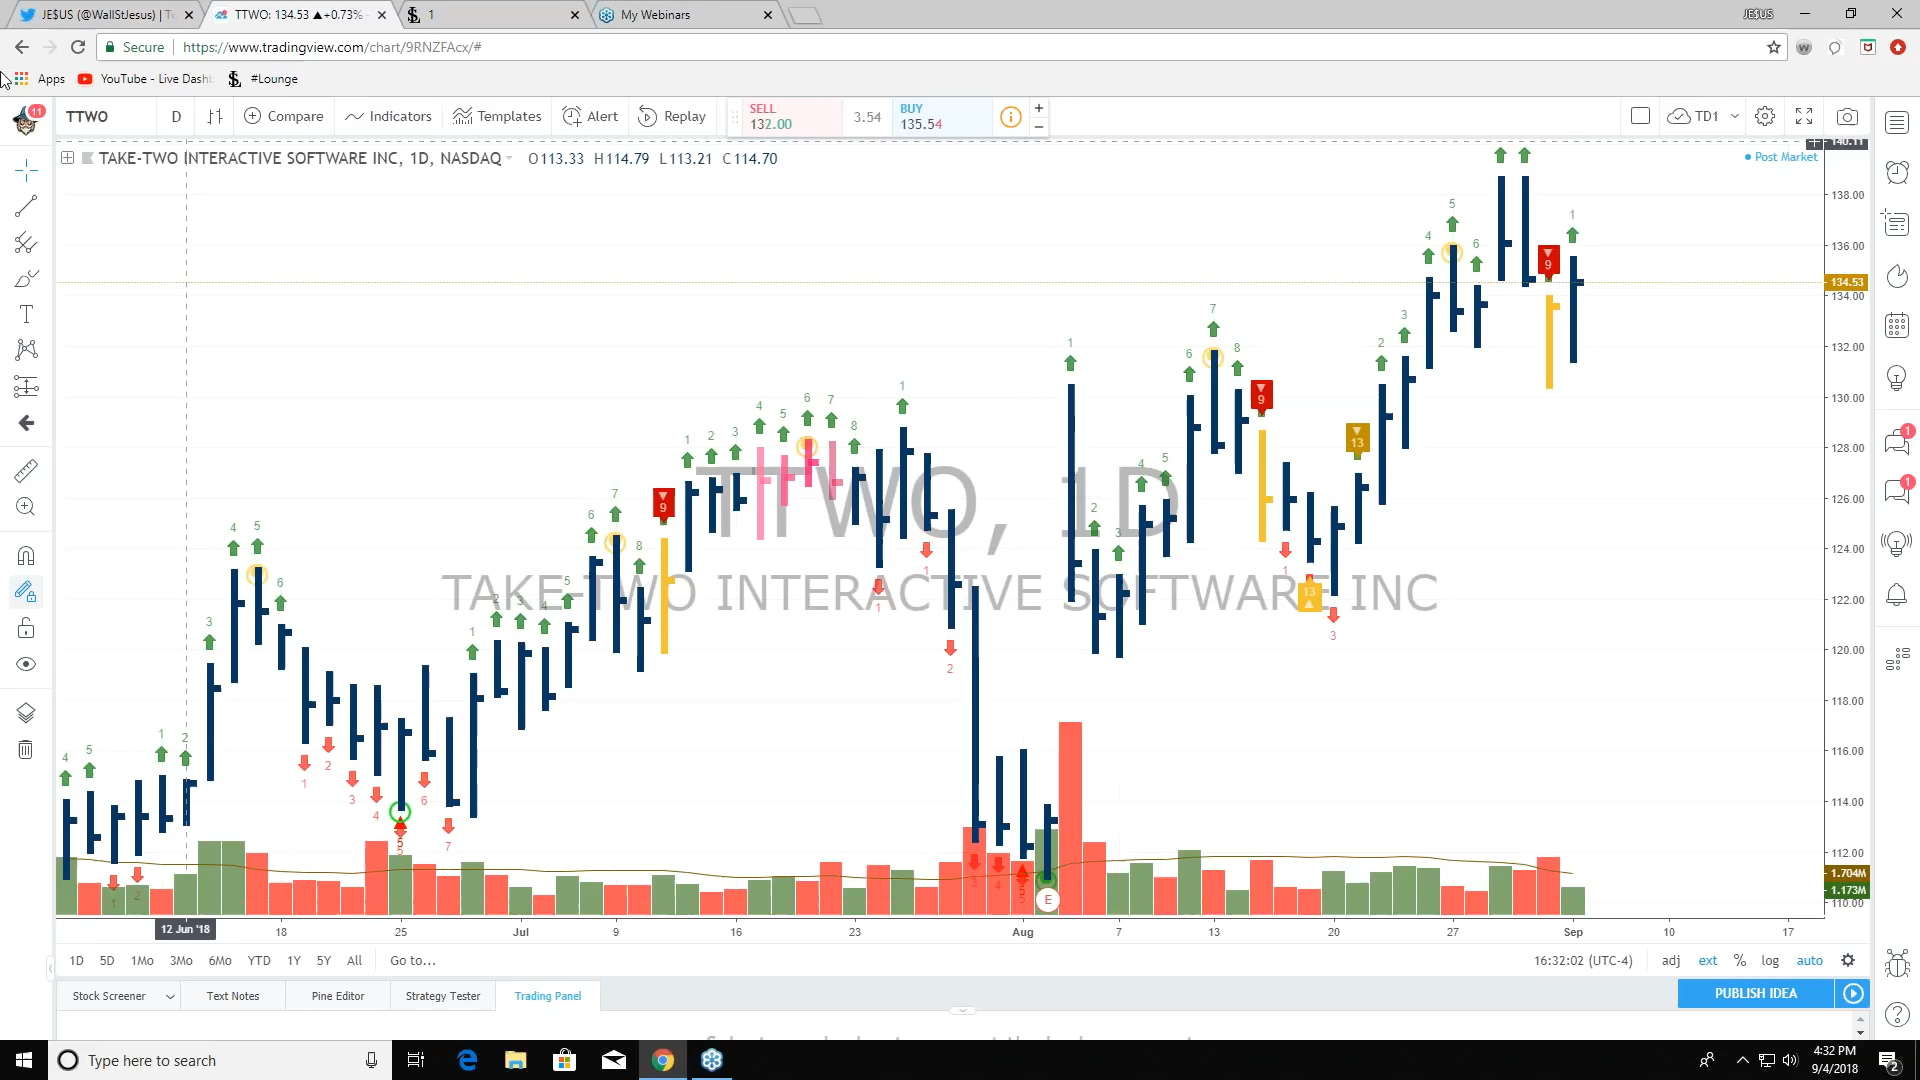 JE$US (@WallStJesus) | Tw
TTWO: 134.53 ▲+0.73%
1
My Webinars
JE$US
Secure
https://www.tradingview.com/chart/9RNZFAcx/#
Apps
YouTube - Live Dashb
#Lounge
11
TTWO
D
Compare
Indicators
Templates
Alert
Replay
SELL
132.00
3.54
BUY
135.54
TD1
TAKE-TWO INTERACTIVE SOFTWARE INC, 1D, NASDAQ
O113.33 H114.79 L113.21 C114.70
Post Market
140.11
138.00
136.00
134.53
134.00
132.00
130.00
128.00
126.00
124.00
122.00
120.00
118.00
116.00
114.00
112.00
1.704M
1.173M
110.00
TTWO, 1D
TAKE-TWO INTERACTIVE SOFTWARE INC
12 Jun '18
18
25
Jul
9
16
23
Aug
7
13
20
27
Sep
10
17
E
1D
5D
1Mo
3Mo
6Mo
YTD
1Y
5Y
All
Go to...
16:32:02 (UTC-4)
adj
ext
%
log
auto
Stock Screener
Text Notes
Pine Editor
Strategy Tester
Trading Panel
PUBLISH IDEA
Type here to search
4:32 PM
9/4/2018
2